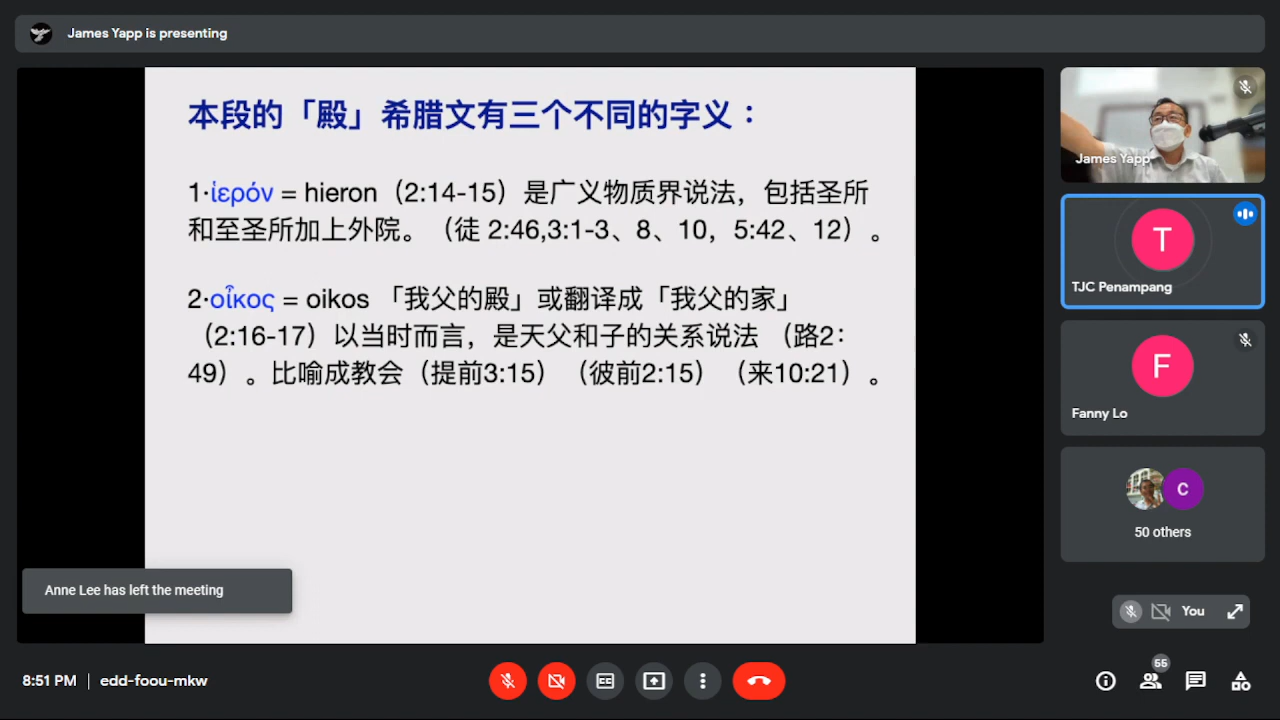 James Yapp is presenting
本段的「殿」希腊文有三个不同的字义：
1·ἱερόν = hieron（2:14-15）是广义物质界说法，包括圣所
和至圣所加上外院。（徒 2:46,3:1-3、8、10，5:42、12）。
2·οἶκος = oikos 「我父的殿」或翻译成「我父的家」
（2:16-17）以当时而言，是天父和子的关系说法 （路2：
49）。比喻成教会（提前3:15）（彼前2:15）（来10:21）。
James Yapp
T
TJC Penampang
F
Fanny Lo
C
50 others
Anne Lee has left the meeting
You
8:51 PM | edd-foou-mkw
CC
55